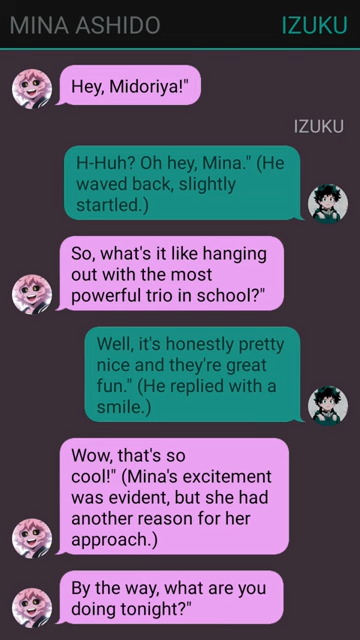 MINA ASHIDO IZUKU
Hey, Midoriya!"
IZUKU
H-Huh? Oh hey, Mina." (He
waved back, slightly
startled.)
So, what's it like hanging
out with the most
powerful trio in school?"
Well, it's honestly pretty
nice and they're great
fun." (He replied with a
smile.)
Wow, that's so
cool!" (Mina's excitement
was evident, but she had
another reason for her
approach.)
By the way, what are you
doing tonight?"